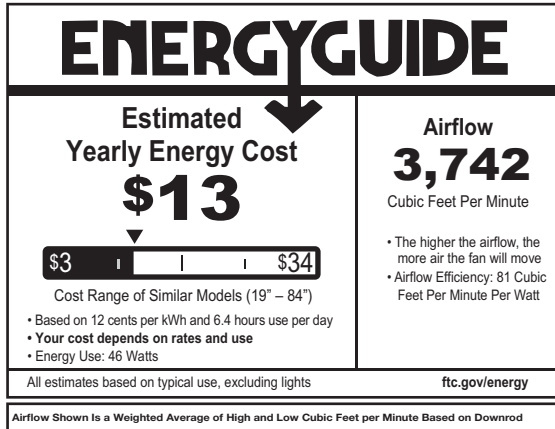 ENERGYGUIDE
Estimated
Yearly Energy Cost
$13
$3
$34
Cost Range of Similar Models (19” – 84”)
• Based on 12 cents per kWh and 6.4 hours use per day
• Your cost depends on rates and use
• Energy Use: 46 Watts
Airflow
3,742
Cubic Feet Per Minute
• The higher the airflow, the
more air the fan will move
• Airflow Efficiency: 81 Cubic
Feet Per Minute Per Watt
All estimates based on typical use, excluding lights
ftc.gov/energy
Airflow Shown Is a Weighted Average of High and Low Cubic Feet per Minute Based on Downrod